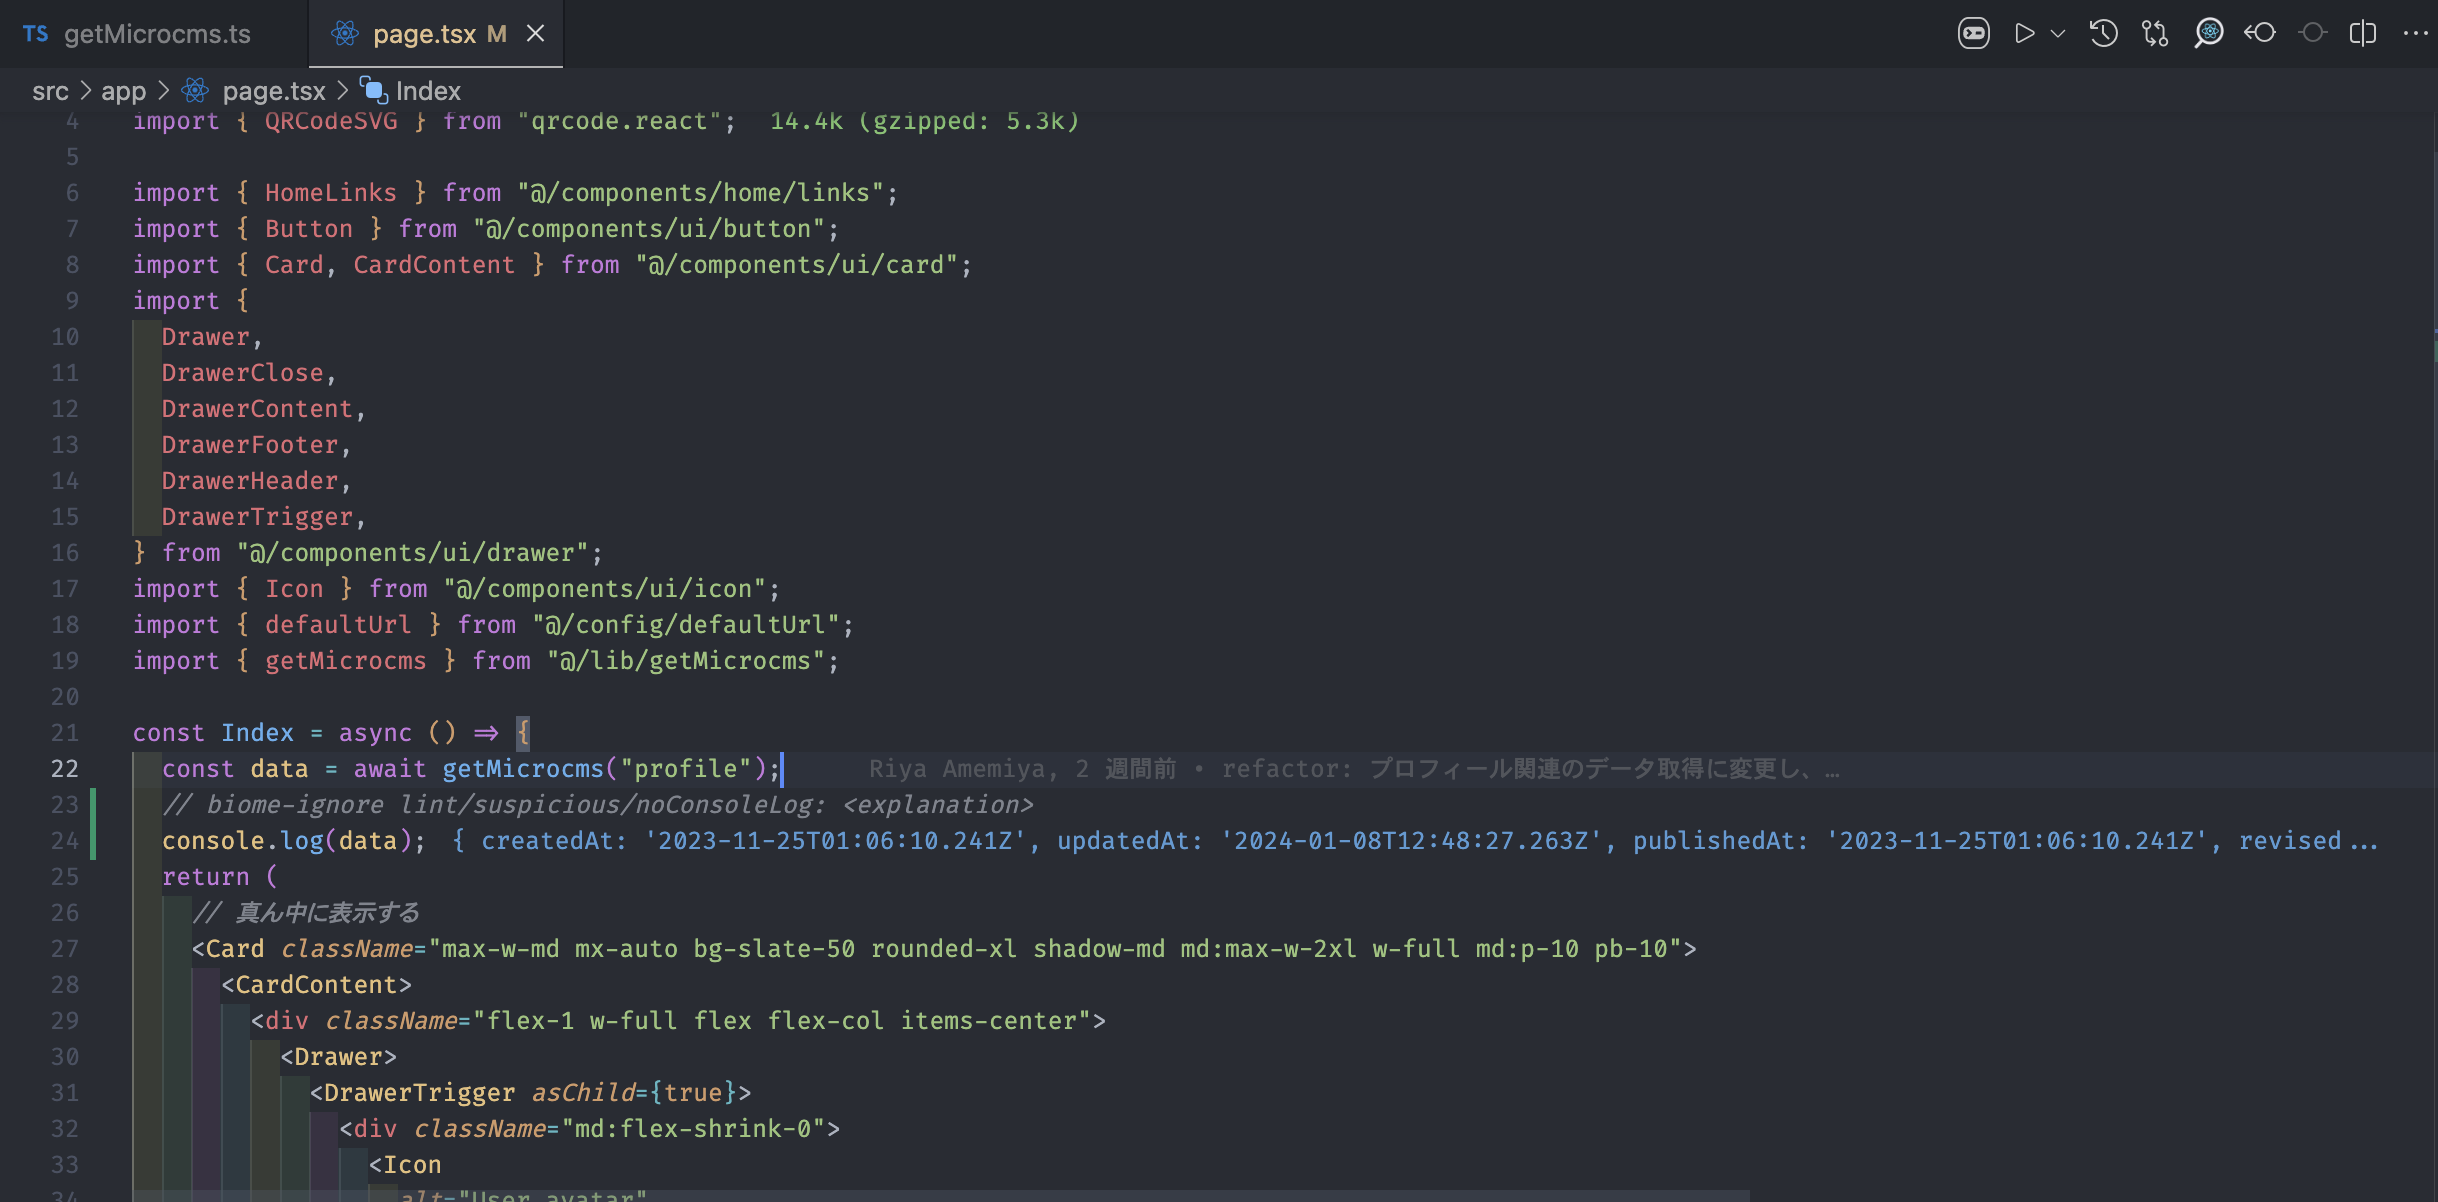 TS getMicrocms.ts page.tsx M
src > app > page.tsx > Index
4 import { QRCodeSVG } from "qrcode.react"; 14.4k (gzipped: 5.3k)
5
6 import { HomeLinks } from "@/components/home/links";
7 import { Button } from "@/components/ui/button";
8 import { Card, CardContent } from "@/components/ui/card";
9 import {
10 Drawer,
11 DrawerClose,
12 DrawerContent,
13 DrawerFooter,
14 DrawerHeader,
15 DrawerTrigger,
16 } from "@/components/ui/drawer";
17 import { Icon } from "@/components/ui/icon";
18 import { defaultUrl } from "@/config/defaultUrl";
19 import { getMicrocms } from "@/lib/getMicrocms";
20
21 const Index = async () => {
22 const data = await getMicrocms("profile"); Riya Amemiya, 2 週間前 • refactor: プロフィール関連のデータ取得に変更し、…
23 // biome-ignore lint/suspicious/noConsoleLog: <explanation>
24 console.log(data); { createdAt: '2023-11-25T01:06:10.241Z', updatedAt: '2024-01-08T12:48:27.263Z', publishedAt: '2023-11-25T01:06:10.241Z', revised…
25 return (
26 // 真ん中に表示する
27 <Card className="max-w-md mx-auto bg-slate-50 rounded-xl shadow-md md:max-w-2xl w-full md:p-10 pb-10">
28 <CardContent>
29 <div className="flex-1 w-full flex flex-col items-center">
30 <Drawer>
31 <DrawerTrigger asChild={true}>
32 <div className="md:flex-shrink-0">
33 <Icon
34 alt="User avatar"